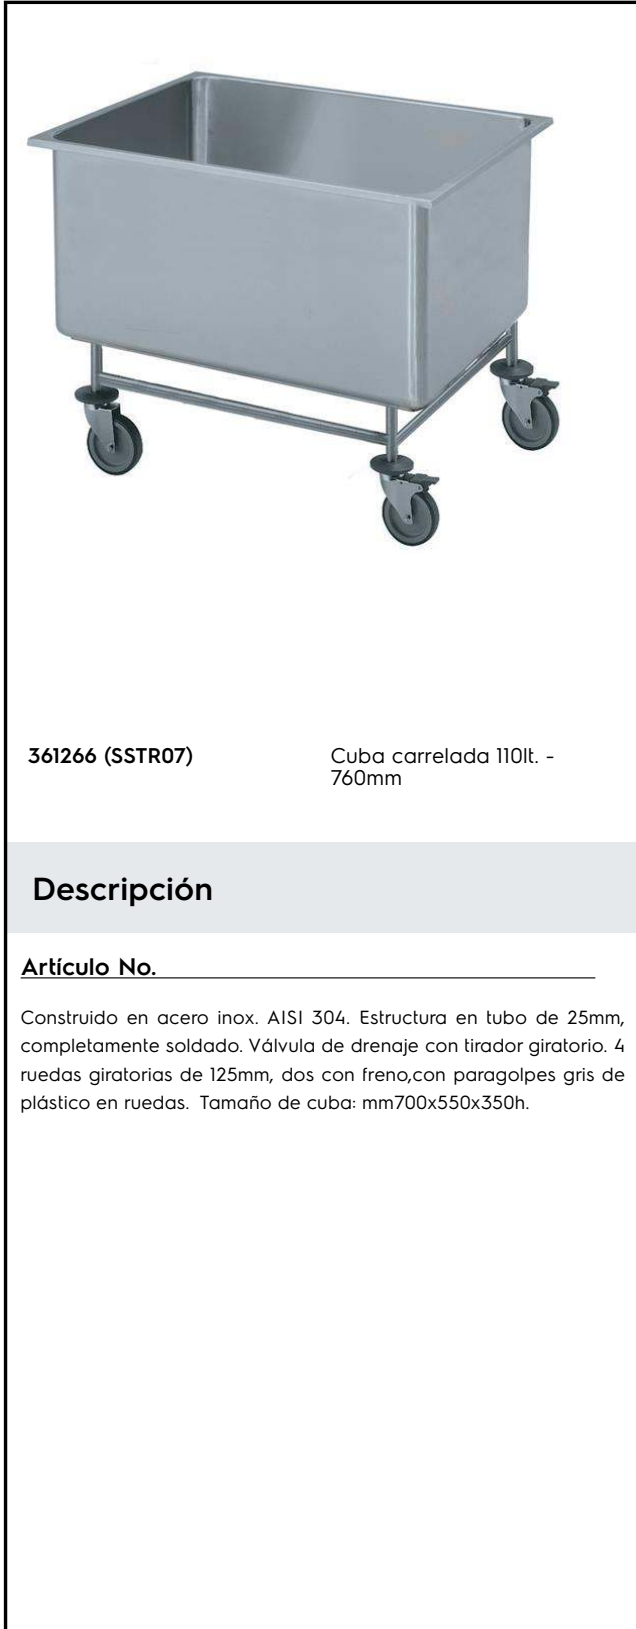 361266 (SSTR07)
Cuba carrelada 110lt. -
760mm
Descripción
Artículo No.
Construido en acero inox. AISI 304. Estructura en tubo de 25mm,
completamente soldado. Válvula de drenaje con tirador giratorio. 4
ruedas giratorias de 125mm, dos con freno,con paragolpes gris de
plástico en ruedas. Tamaño de cuba: mm700x550x350h.